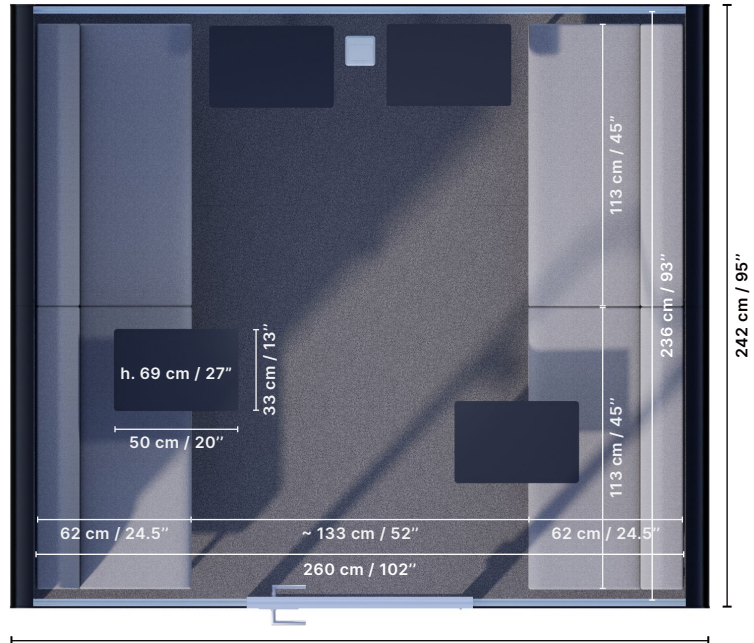 113 cm / 45″
236 cm / 93″
242 cm / 95″
h. 69 cm / 27”
33 cm / 13″
50 cm / 20″
113 cm / 45″
62 cm / 24.5″
~ 133 cm / 52″
62 cm / 24.5″
260 cm / 102″